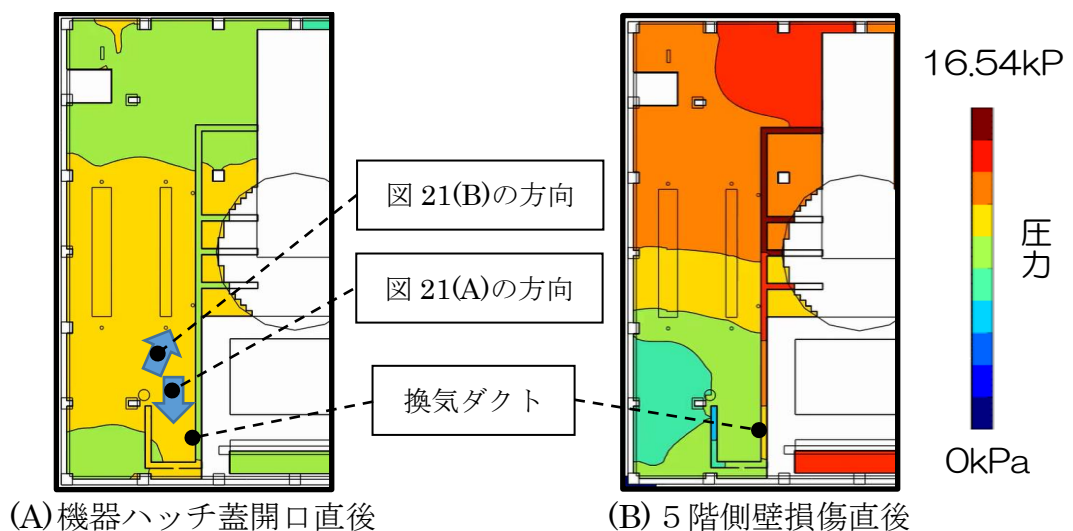 16.54kP
図 21(B)の方向
図 21(A)の方向
圧力
換気ダクト
0kPa
(A)機器ハッチ蓋開口直後
(B) 5 階側壁損傷直後